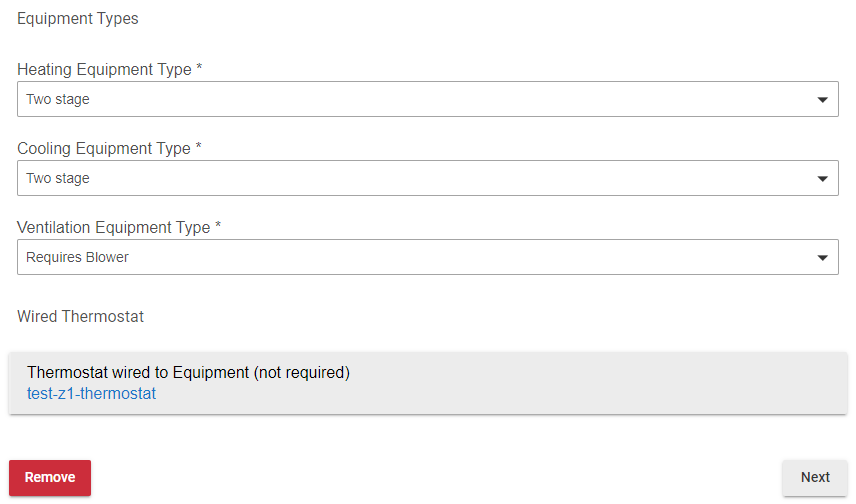 Equipment Types
Heating Equipment Type *
Two stage
Cooling Equipment Type *
Two stage
Ventilation Equipment Type *
Requires Blower
Wired Thermostat
Thermostat wired to Equipment (not required)
test-z1-thermostat
Remove
Next